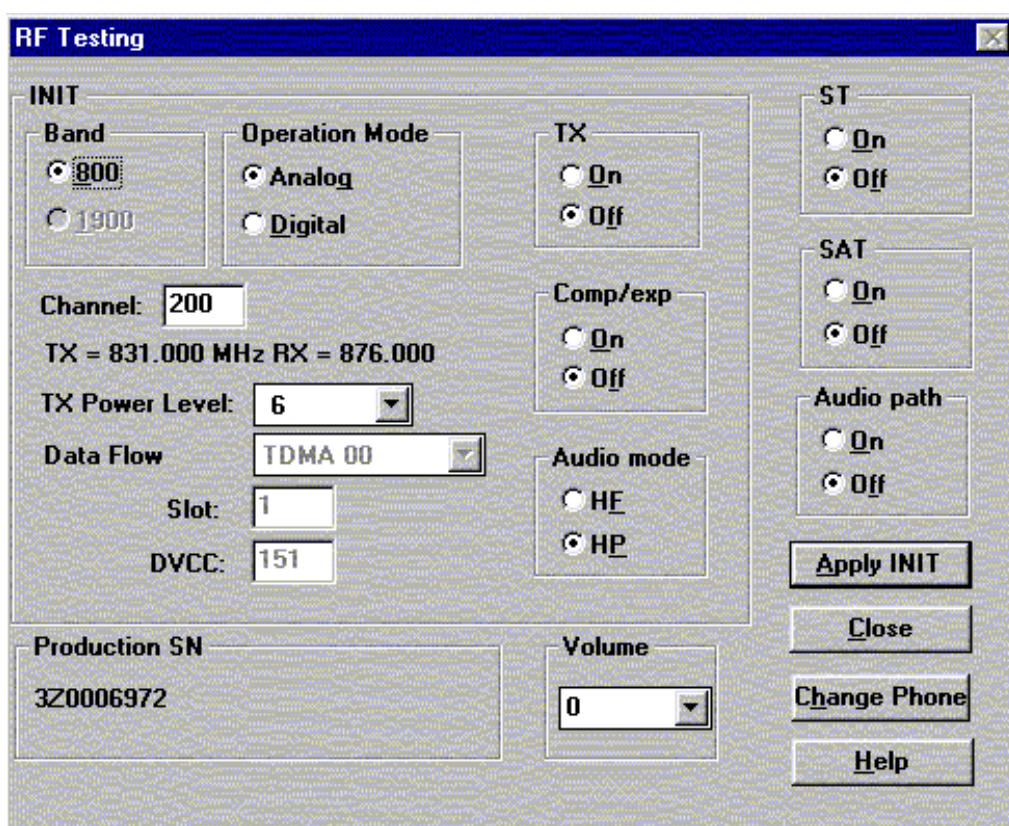 RF Testing
INIT
Band
800
1900
Operation Mode
Analog
Digital
TX
On
Off
ST
On
Off
SAT
On
Off
Channel: 200
TX = 831.000 MHz RX = 876.000
Comp/exp
On
Off
TX Power Level: 6
Data Flow TDMA 00
Slot: 1
DVCC: 151
Audio mode
HF
HP
Audio path
On
Off
Apply INIT
Close
Change Phone
Help
Production SN
3Z0006972
Volume
0